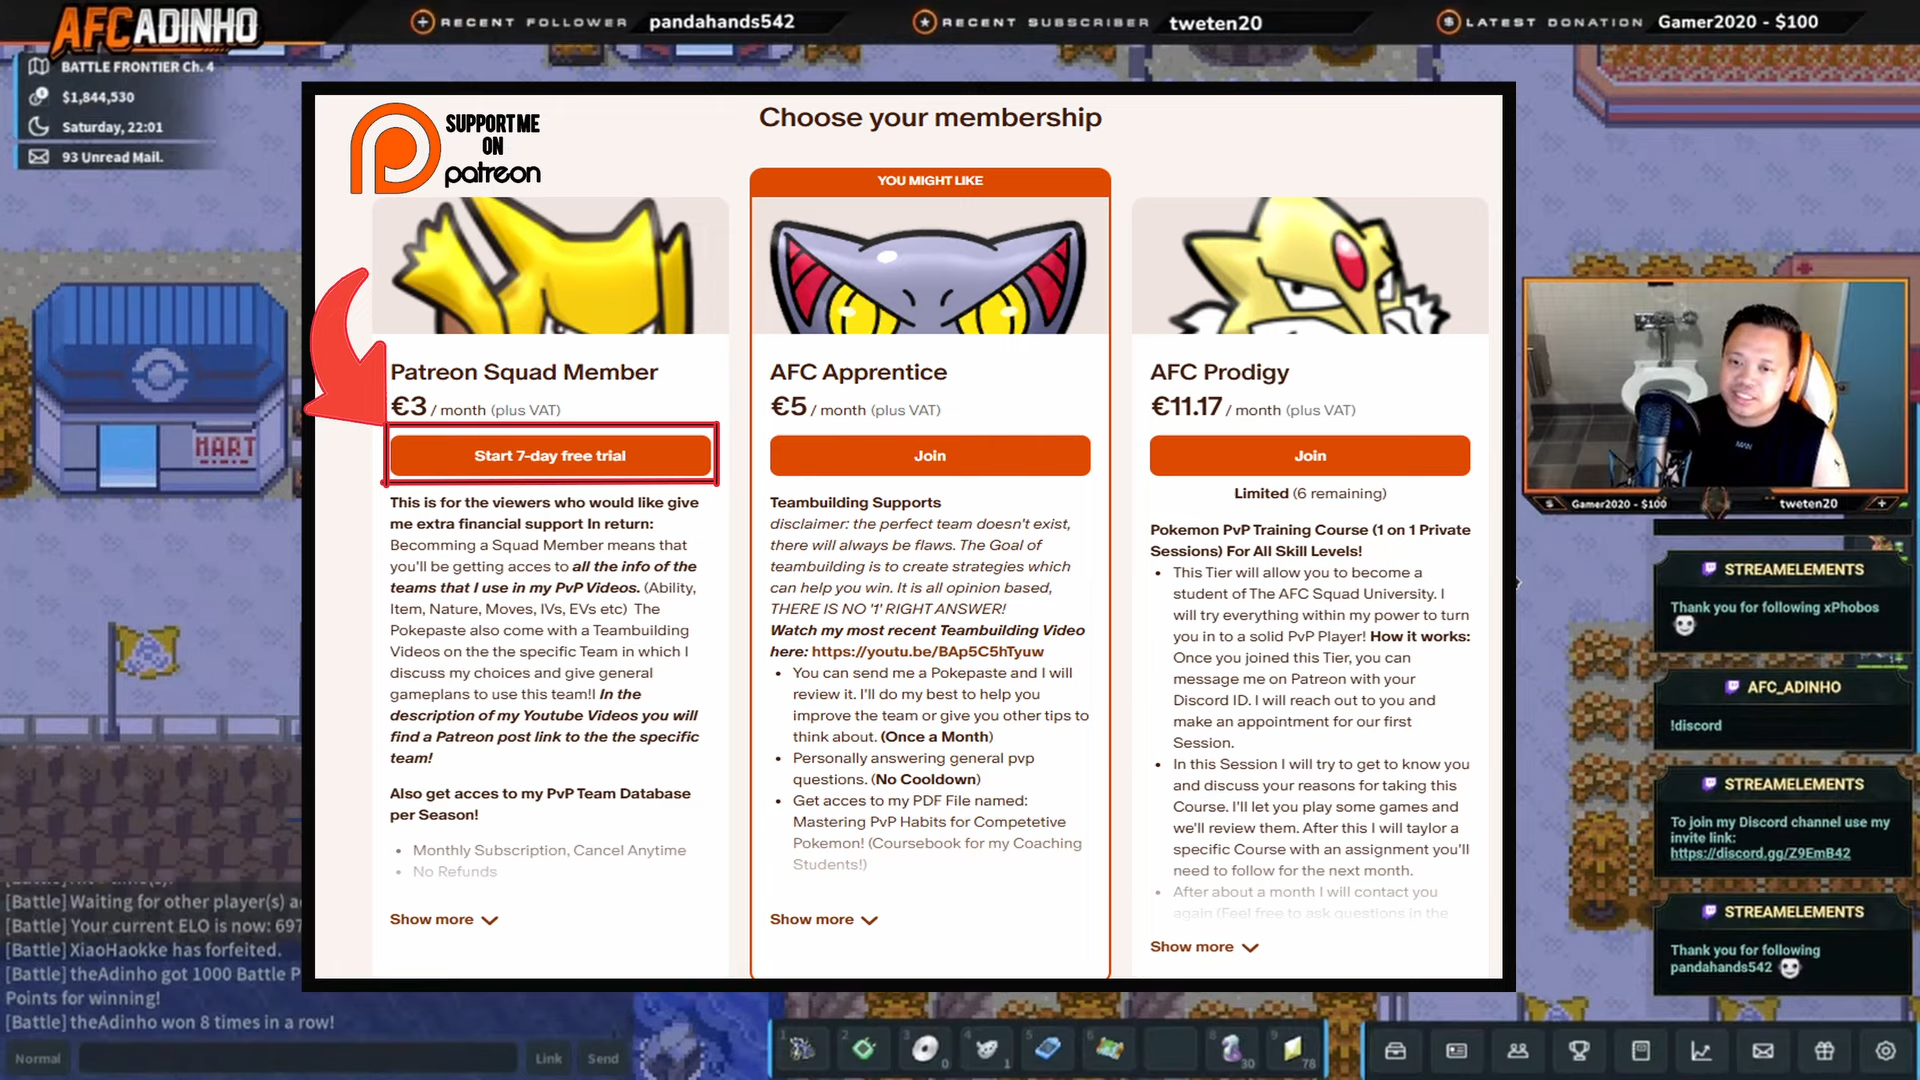 AFCADINHO
RECENT FOLLOWER pandahands542
RECENT SUBSCRIBER tweten20
LATEST DONATION Gamer2020 - $100
BATTLE FRONTIER Ch. 4
$1,844,530
Saturday, 22:01
93 Unread Mail.
SUPPORT ME
ON
patreon
Choose your membership
YOU MIGHT LIKE
Patreon Squad Member
€3 / month (plus VAT)
Start 7-day free trial
This is for the viewers who would like give
me extra financial support In return:
Becomming a Squad Member means that
you'll be getting acces to all the info of the
teams that I use in my PvP Videos. (Ability,
Item, Nature, Moves, IVs, EVs etc) The
Pokepaste also come with a Teambuilding
Videos on the the specific Team in which I
discuss my choices and give general
gameplans to use this team!I In the
description of my Youtube Videos you will
find a Patreon post link to the the specific
team!
Also get acces to my PvP Team Database
per Season!
• Monthly Subscription, Cancel Anytime
• No Refunds
Show more
AFC Apprentice
€5 / month (plus VAT)
Join
Teambuilding Supports
disclaimer: the perfect team doesn't exist,
there will always be flaws. The Goal of
teambuilding is to create strategies which
can help you win. It is all opinion based,
THERE IS NO '1' RIGHT ANSWER!
Watch my most recent Teambuilding Video
here: https://youtu.be/BAp5C5hTyuw
• You can send me a Pokepaste and I will
review it. I'll do my best to help you
improve the team or give you other tips to
think about. (Once a Month)
• Personally answering general pvp
questions. (No Cooldown)
• Get acces to my PDF File named:
Mastering PvP Habits for Competetive
Pokemon! (Coursebook for my Coaching
Students!)
Show more
AFC Prodigy
€11.17 / month (plus VAT)
Join
Limited (6 remaining)
Pokemon PvP Training Course (1 on 1 Private
Sessions) For All Skill Levels!
• This Tier will allow you to become a
student of The AFC Squad University. I
will try everything within my power to turn
you in to a solid PvP Player! How it works:
Once you joined this Tier, you can
message me on Patreon with your
Discord ID. I will reach out to you and
make an appointment for our first
Session.
• In this Session I will try to get to know you
and discuss your reasons for taking this
Course. I'll let you play some games and
we'll review them. After this I will taylor a
specific Course with an assignment you'll
need to follow for the next month.
• After about a month I will contact you
again (Feel free to ask questions in the
Show more
MART
MAN
Gamer2020 - $100
tweten20
STREAMELEMENTS
Thank you for following xPhobos
AFC_ADINHO
!discord
STREAMELEMENTS
To join my Discord channel use my
invite link:
https://discord.gg/Z9EmB42
STREAMELEMENTS
Thank you for following
pandahands542
[Battle] Waiting for other player(s)
[Battle] Your current ELO is now: 697
[Battle] XiaoHaokke has forfeited.
[Battle] theAdinho got 1000 Battle P
Points for winning!
[Battle] theAdinho won 8 times in a row!
Normal
Link
Send
1
2
3
0
4
1
5
6
8
30
9
78